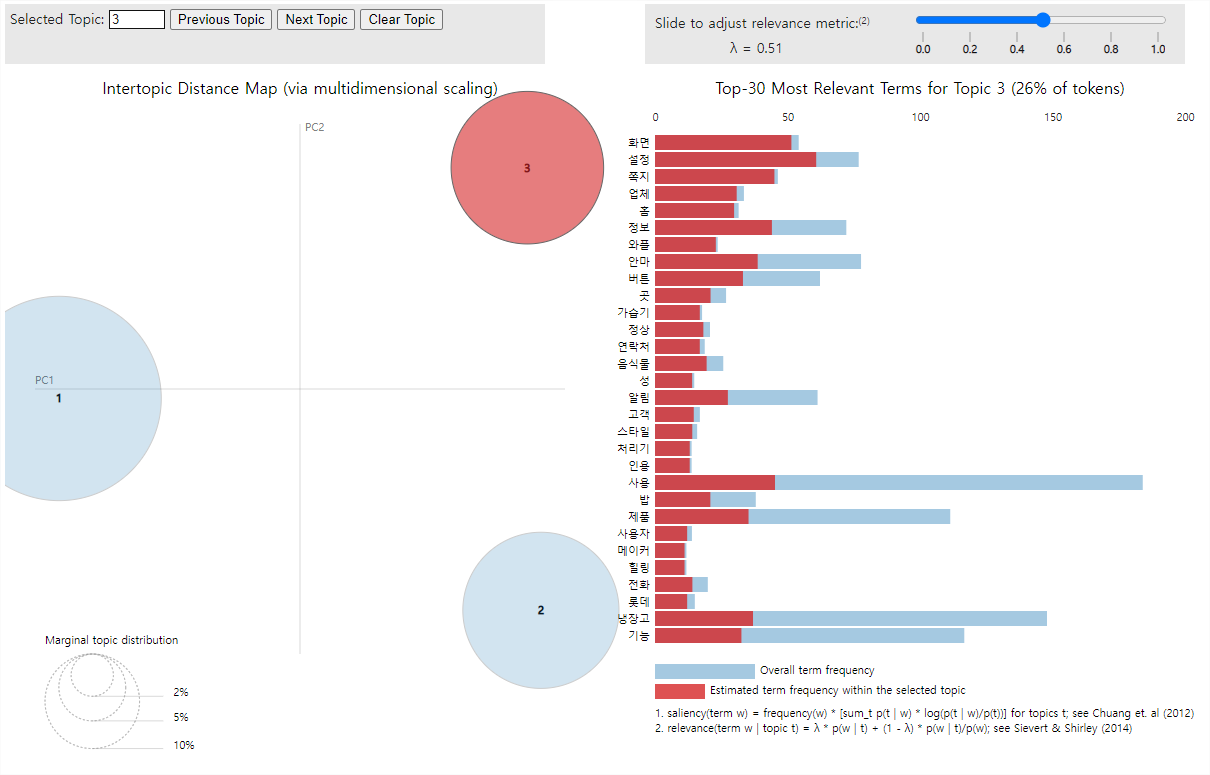 Selected Topic: 3 Previous Topic Next Topic Clear Topic
Slide to adjust relevance metric:(2)
λ = 0.51
0.0 0.2 0.4 0.6 0.8 1.0
Intertopic Distance Map (via multidimensional scaling)
PC2
3
PC1
1
2
Marginal topic distribution
2%
5%
10%
Top-30 Most Relevant Terms for Topic 3 (26% of tokens)
0 50 100 150 200
화면
설정
쪽지
업체
홈
정보
와플
안마
버튼
곳
가습기
정상
연락처
음식물
성
알림
고객
스타일
처리기
인용
사용
밥
제품
사용자
메이커
힐링
전화
롯데
냉장고
기능
Overall term frequency
Estimated term frequency within the selected topic
1. saliency(term w) = frequency(w) * [sum_t p(t | w) * log(p(t | w)/p(t))] for topics t; see Chuang et. al (2012)
2. relevance(term w | topic t) = λ * p(w | t) + (1 - λ) * p(w | t)/p(w); see Sievert & Shirley (2014)